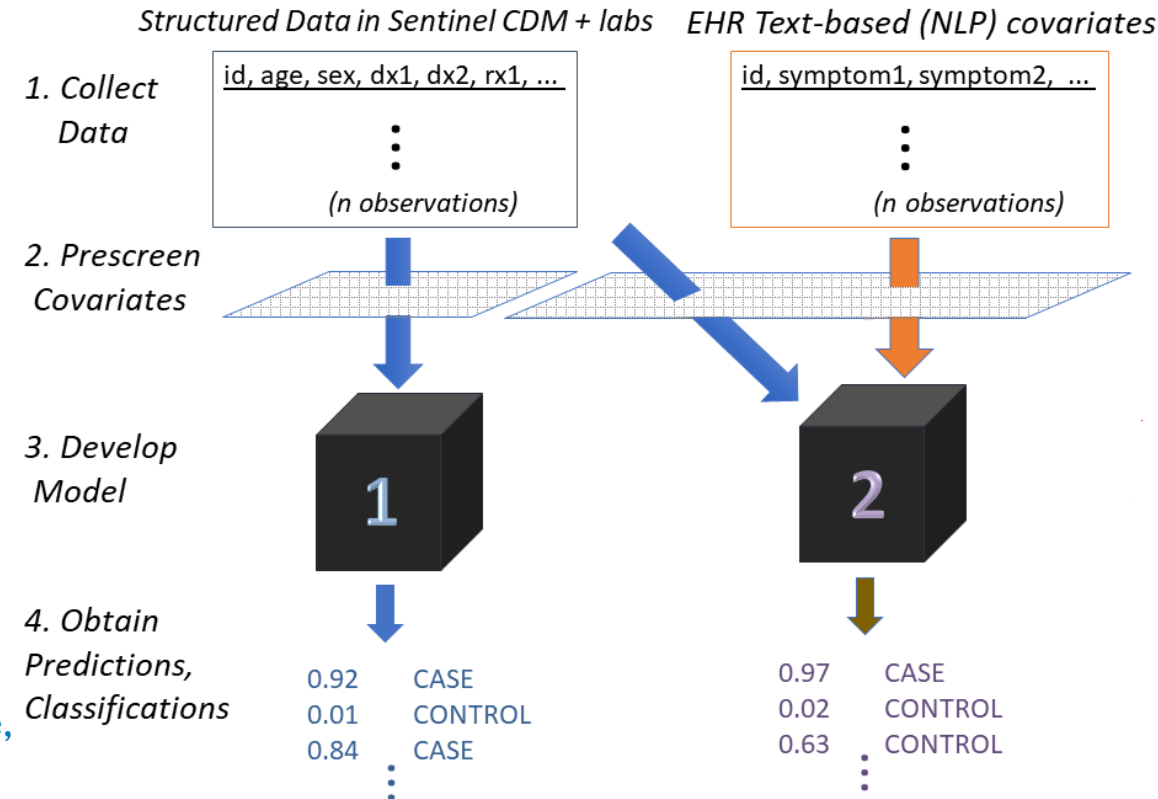 Structured Data in Sentinel CDM + labs
EHR Text-based (NLP) covariates
1. Collect
Data
id, age, sex, dx1, dx2, rx1, ...
(n observations)
id, symptom1, symptom2, ...
(n observations)
2. Prescreen
Covariates
3. Develop
Model
1
2
4. Obtain
Predictions,
Classifications
0.92 CASE
0.01 CONTROL
0.84 CASE
0.97 CASE
0.02 CONTROL
0.63 CONTROL